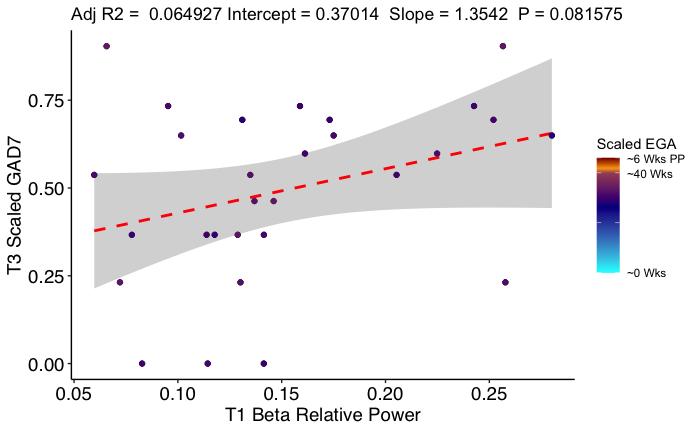 Adj R2 =  0.064927 Intercept = 0.37014  Slope = 1.3542  P = 0.081575
T3 Scaled GAD7
0.75
0.50
0.25
0.00
0.05
0.10
0.15
0.20
0.25
T1 Beta Relative Power
Scaled EGA
~6 Wks PP
~40 Wks
~0 Wks